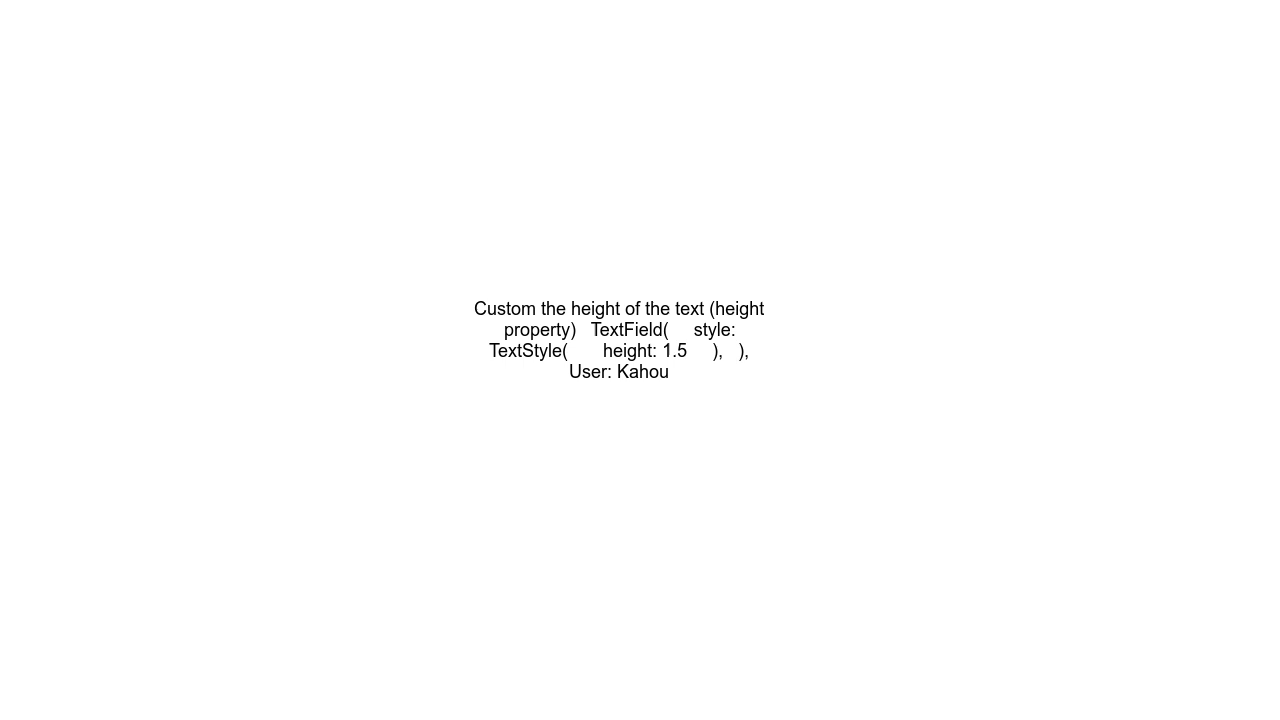 Custom the height of the text (height
property)   TextField(     style:
TextStyle(       height: 1.5     ),   ),
User: Kahou